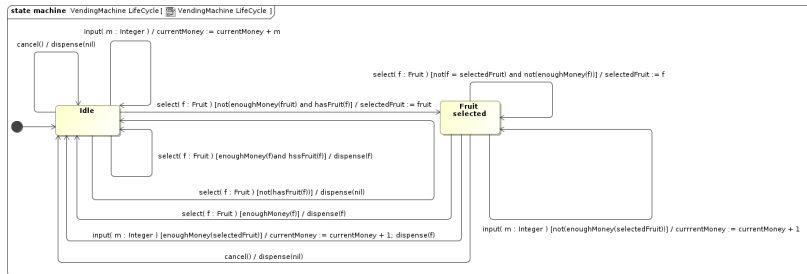 state machine VendingMachine LifeCycle[ VendingMachine LifeCycle ]
input( m : Integer ) / currentMoney := currentMoney + m
cancel() / dispense(nil)
select( f : Fruit ) [not(f = selectedFruit) and not(enoughMoney(f))] / selectedFruit := f
select( f : Fruit ) [not(enoughMoney(fruit) and hasFruit(f)] / selectedFruit := fruit
Idle
Fruit
selected
select( f : Fruit ) [enoughMoney(f)and hssFruit(f)] / dispense(f)
select( f : Fruit ) [not(hasFruit(f))] / dispense(nil)
select( f : Fruit ) [enoughMoney(f)] / dispense(f)
input( m : Integer ) [not(enoughMoney(selectedFruit))] / currrentMoney := currentMoney + 1
input( m : Integer ) [enoughMoney(selectedFruit)] / currentMoney := currentMoney + 1; dispense(f)
cancel() / dispense(nil)